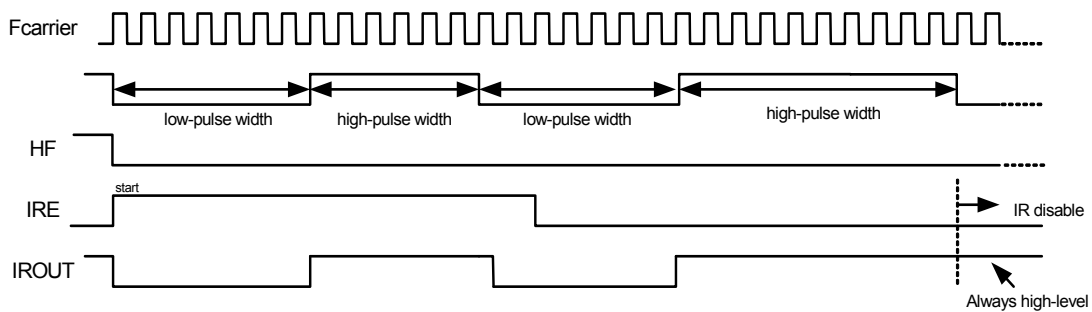 Fcarrier
low-pulse width
high-pulse width
low-pulse width
high-pulse width
HF
start
IRE
IR disable
IROUT
Always high-level